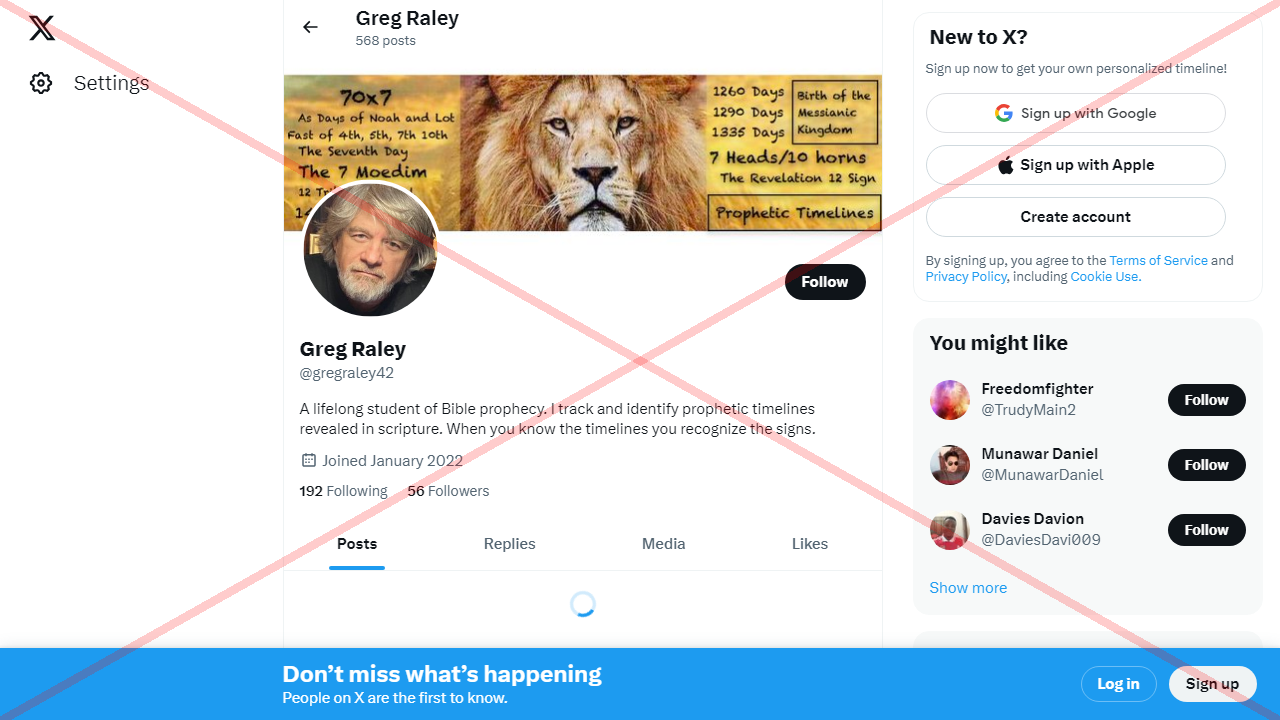 Settings
Greg Raley
568 posts
70x7
As Days of Noah and Lot
Fast of 4th, 5th, 7th 10th
The Seventh Day
The 7 Moedim
1260 Days
1290 Days
1335 Days
Birth of the
Messianic
Kingdom
7 Heads/10 horns
The Revelation 12 Sign
Prophetic Timelines
Follow
Greg Raley
@gregraley42
A lifelong student of Bible prophecy. I track and identify prophetic timelines
revealed in scripture. When you know the timelines you recognize the signs.
Joined January 2022
192 Following 56 Followers
Posts Replies Media Likes
New to X?
Sign up now to get your own personalized timeline!
Sign up with Google
Sign up with Apple
Create account
By signing up, you agree to the Terms of Service and
Privacy Policy, including Cookie Use.
You might like
Freedomfighter
@TrudyMain2
Follow
Munawar Daniel
@MunawarDaniel
Follow
Davies Davion
@DaviesDavi009
Follow
Show more
Don’t miss what’s happening
People on X are the first to know.
Log in
Sign up